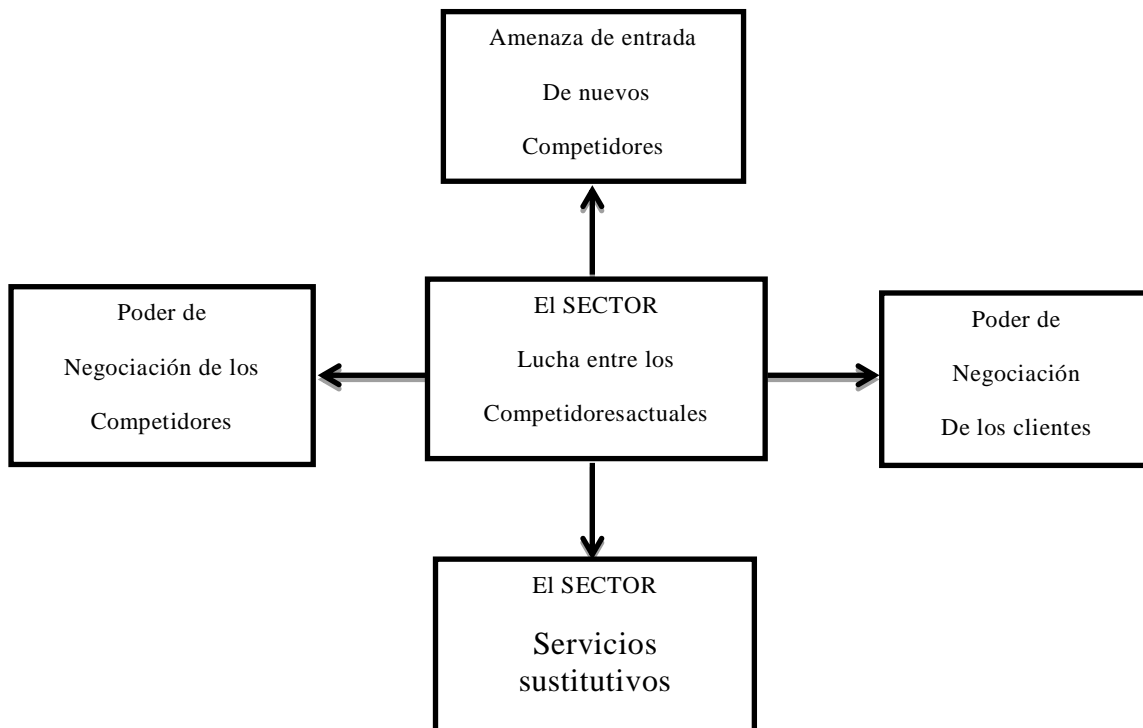 Amenaza de entrada
De nuevos
Competidores
Poder de
Negociación de los
Competidores
El SECTOR
Lucha entre los
Competidoresactuales
Poder de
Negociación
De los clientes
El SECTOR
Servicios
sustitutivos